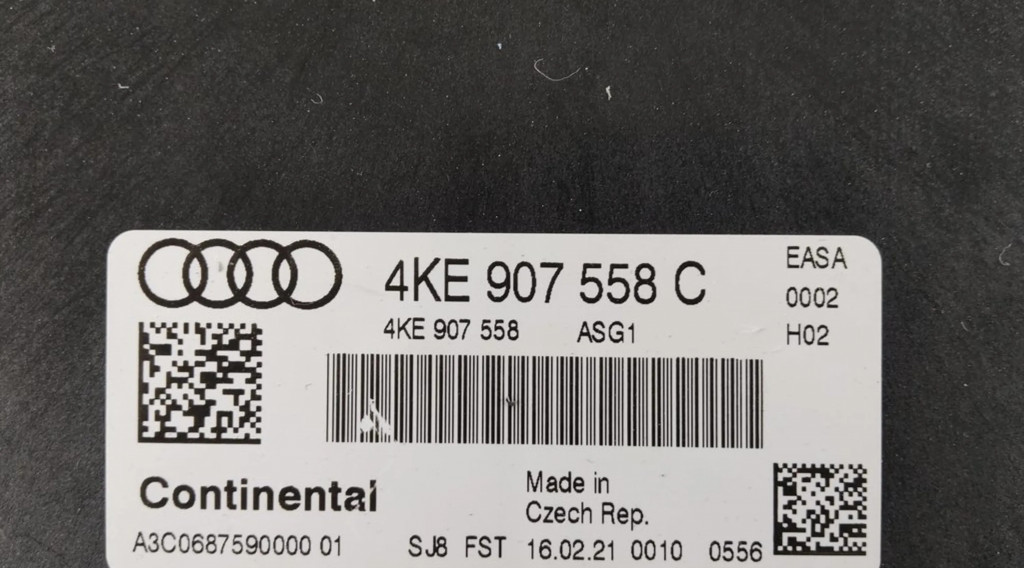 4KE 907 558 C
EASA
0002
4KE 907 558 ASG1
H02
Continental
Made in
Czech Rep.
A3C0687590000 01 SJ8 FST 16.02.21 0010 0556